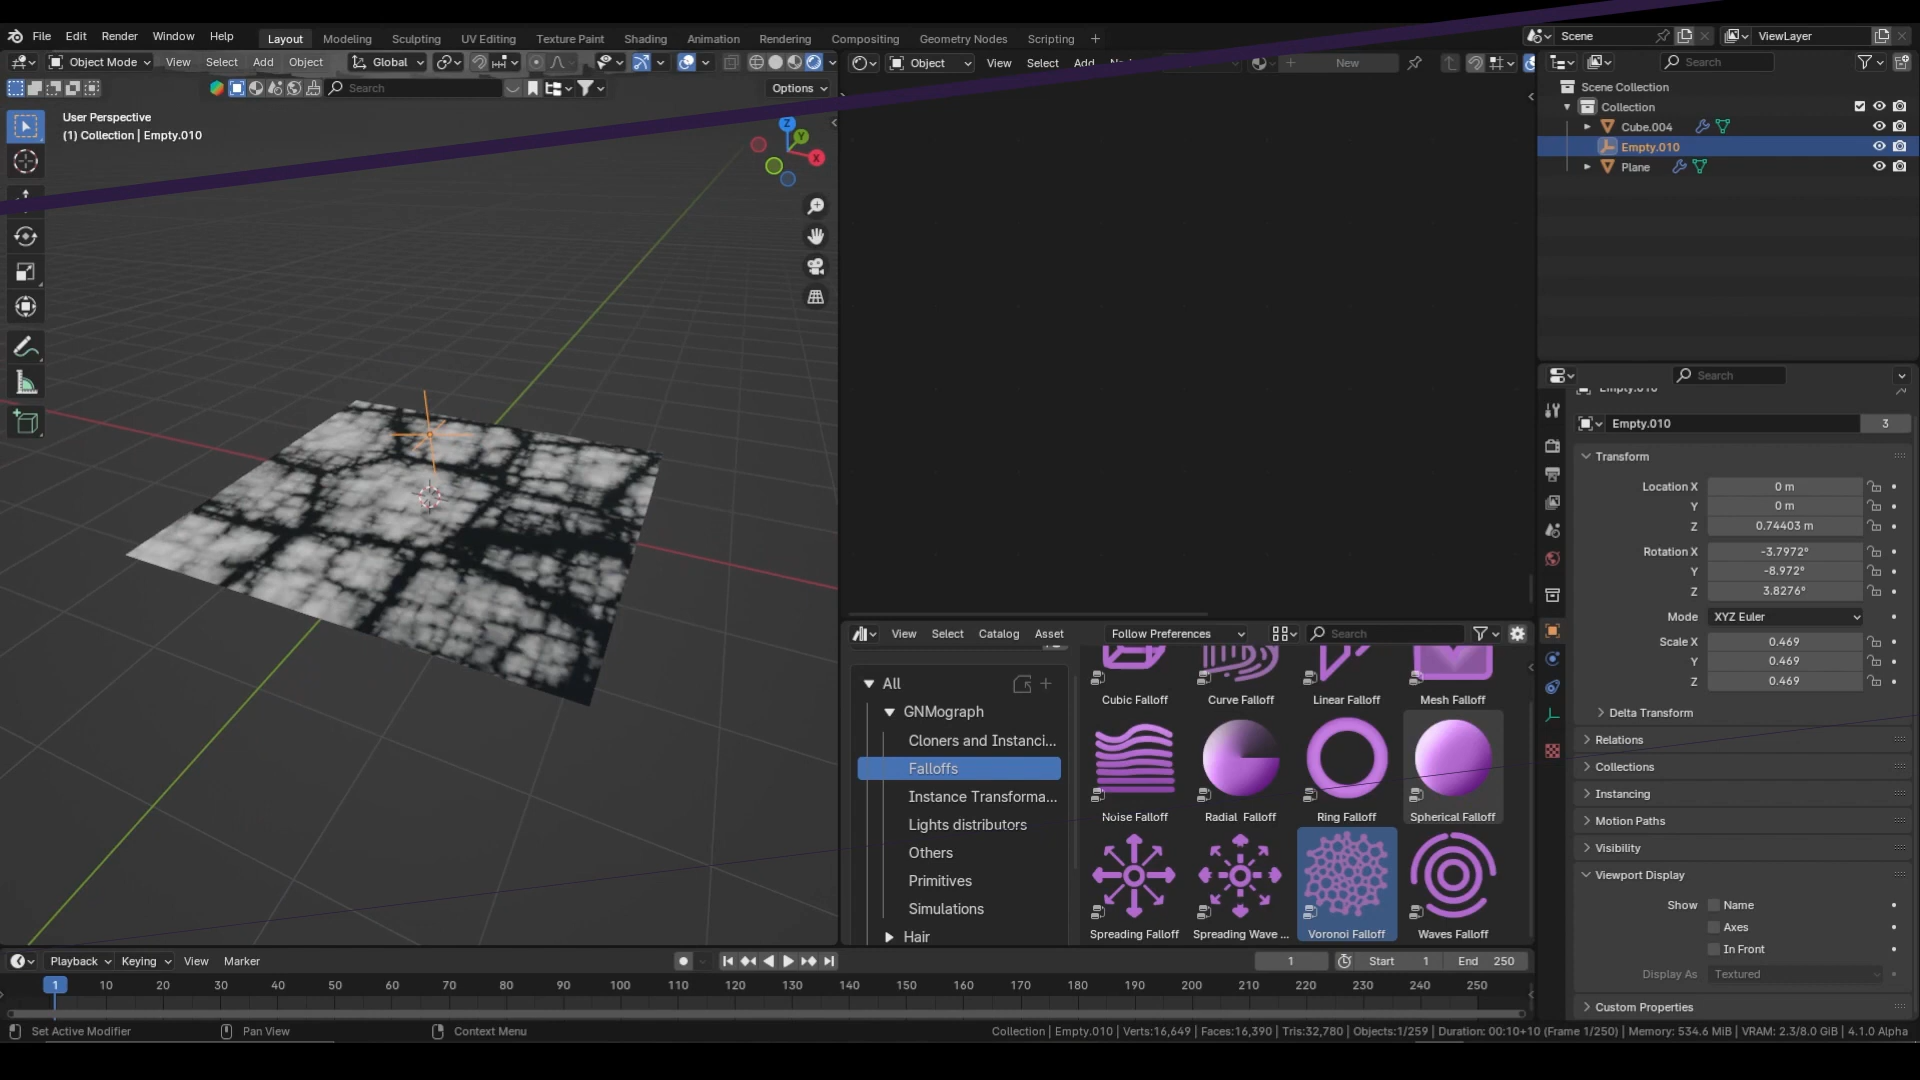 File Edit Render Window Help Layout Modeling Sculpting UV Editing Texture Paint Shading Animation Rendering Compositing Geometry Nodes Scripting + Scene ViewLayer
Object Mode View Select Add Object Global Object View Select Add New Search
Search Options
User Perspective
(1) Collection | Empty.010
Z
Y
X
Scene Collection
Collection
Cube.004
Empty.010
Plane
Search
Empty.010
Empty.010 3
Transform
Location X 0 m
Y 0 m
Z 0.74403 m
Rotation X -3.7972°
Y -8.972°
Z 3.8276°
Mode XYZ Euler
Scale X 0.469
Y 0.469
Z 0.469
Delta Transform
Relations
Collections
Instancing
Motion Paths
Visibility
Viewport Display
Show Name
Axes
In Front
Display As Textured
Custom Properties
View Select Catalog Asset Follow Preferences Search
All
GNMograph
Cloners and Instanci...
Falloffs
Instance Transforma...
Lights distributors
Others
Primitives
Simulations
Hair
Cubic Falloff Curve Falloff Linear Falloff Mesh Falloff
Noise Falloff Radial Falloff Ring Falloff Spherical Falloff
Spreading Falloff Spreading Wave ... Voronoi Falloff Waves Falloff
Playback Keying View Marker 1 Start 1 End 250
1 10 20 30 40 50 60 70 80 90 100 110 120 130 140 150 160 170 180 190 200 210 220 230 240 250
Set Active Modifier Pan View Context Menu Collection | Empty.010 | Verts:16,649 | Faces:16,390 | Tris:32,780 | Objects:1/259 | Duration: 00:10+10 (Frame 1/250) | Memory: 534.6 MiB | VRAM: 2.3/8.0 GiB | 4.1.0 Alpha